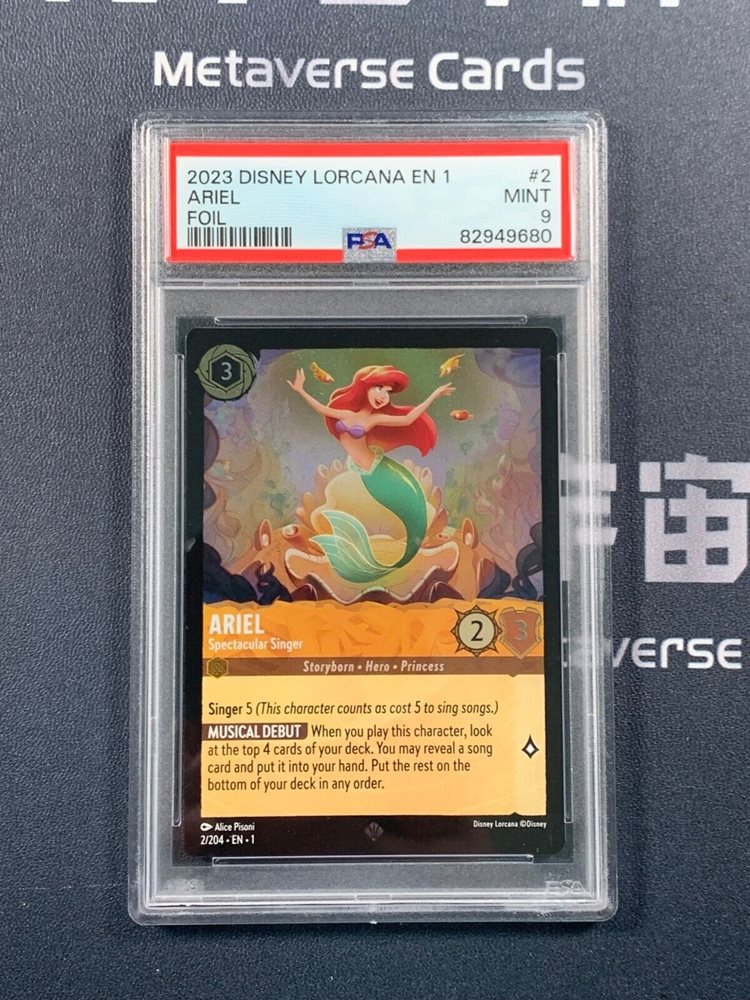 Metaverse Cards
2023 DISNEY LORCANA EN 1 #2
ARIEL MINT
FOIL 9
PSA 82949680
3
ARIEL
Spectacular Singer
2 3
Storyborn • Hero • Princess
Singer 5 (This character counts as cost 5 to sing songs.)
MUSICAL DEBUT When you play this character, look
at the top 4 cards of your deck. You may reveal a song
card and put it into your hand. Put the rest on the
bottom of your deck in any order.
Alice Pisoni Disney Lorcana ©Disney
2/204 • EN • 1
PSA
宙
verse